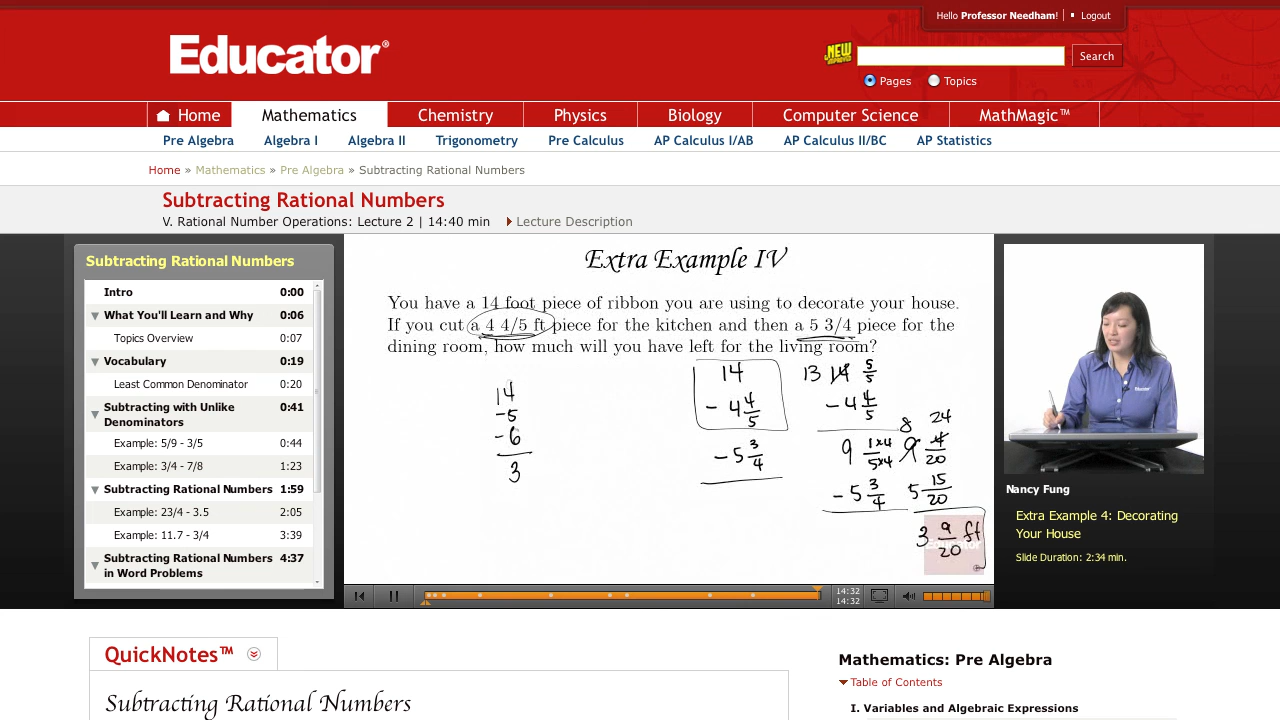 Hello Professor Needham! | ▪ Logout
Educator®
NEW
IMPROVED
Search
Pages Topics
Home Mathematics Chemistry Physics Biology Computer Science MathMagic™
Pre Algebra Algebra I Algebra II Trigonometry Pre Calculus AP Calculus I/AB AP Calculus II/BC AP Statistics
Home » Mathematics » Pre Algebra » Subtracting Rational Numbers
Subtracting Rational Numbers
V. Rational Number Operations: Lecture 2 | 14:40 min Lecture Description
Subtracting Rational Numbers
Intro 0:00
What You'll Learn and Why 0:06
Topics Overview 0:07
Vocabulary 0:19
Least Common Denominator 0:20
Subtracting with Unlike
Denominators 0:41
Example: 5/9 - 3/5 0:44
Example: 3/4 - 7/8 1:23
Subtracting Rational Numbers 1:59
Example: 23/4 - 3.5 2:05
Example: 11.7 - 3/4 3:39
Subtracting Rational Numbers
in Word Problems 4:37
Extra Example IV
You have a 14 foot piece of ribbon you are using to decorate your house.
If you cut a 4 4/5 ft piece for the kitchen and then a 5 3/4 piece for the
dining room, how much will you have left for the living room?
14
-5
-6
3
14
- 4 4/5
- 5 3/4
13 14 5/5
- 4 4/5
9 1×4/5×4
- 5 3/4
8 24
9 4/20
5 15/20
3 9/20 ft
Educator
Nancy Fung
Extra Example 4: Decorating
Your House
Slide Duration: 2:34 min.
14:32
14:32
QuickNotes™
Subtracting Rational Numbers
Mathematics: Pre Algebra
Table of Contents
I. Variables and Algebraic Expressions